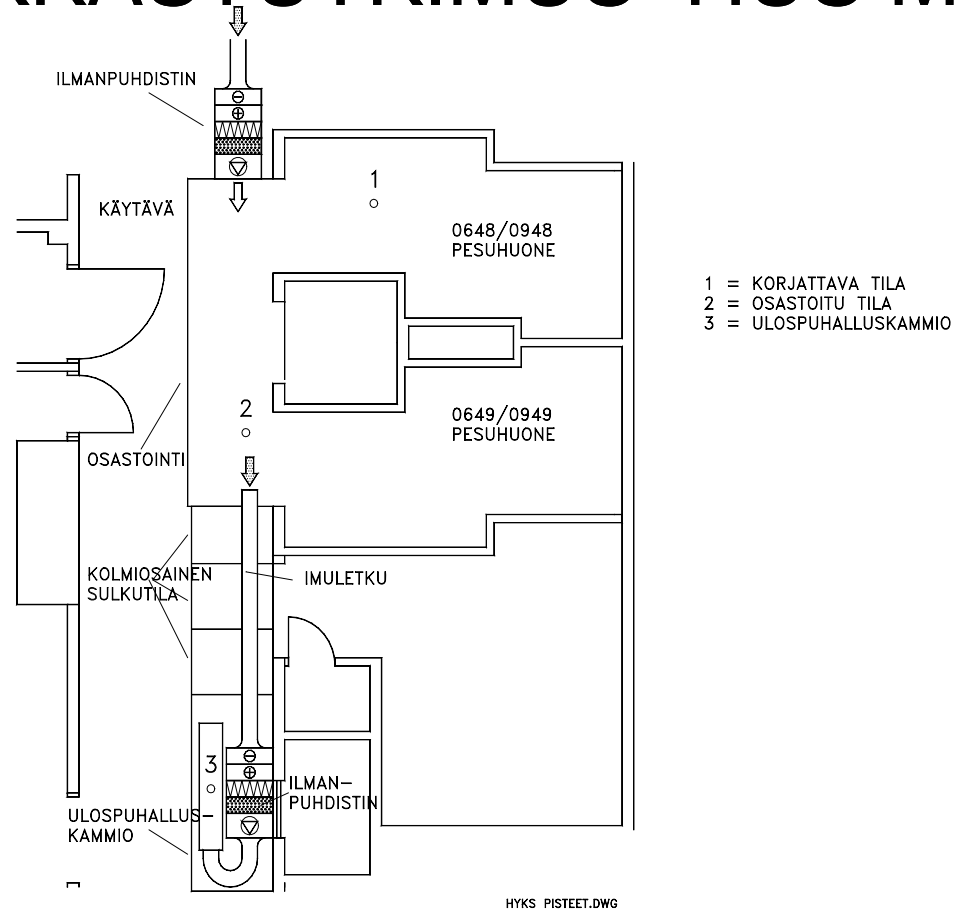 ILMANPUHDISTIN
KÄYTÄVÄ
1
0648/0948
PESUHUONE
1 = KORJATTAVA TILA
2 = OSASTOITU TILA
3 = ULOSPUHALLUSKAMMIO
2
0649/0949
PESUHUONE
OSASTOINTI
KOLMIOSAINEN
SULKUTILA
IMULETKU
3
ILMAN-
PUHDISTIN
ULOSPUHALLUS-
KAMMIO
HYKS PISTEET.DWG